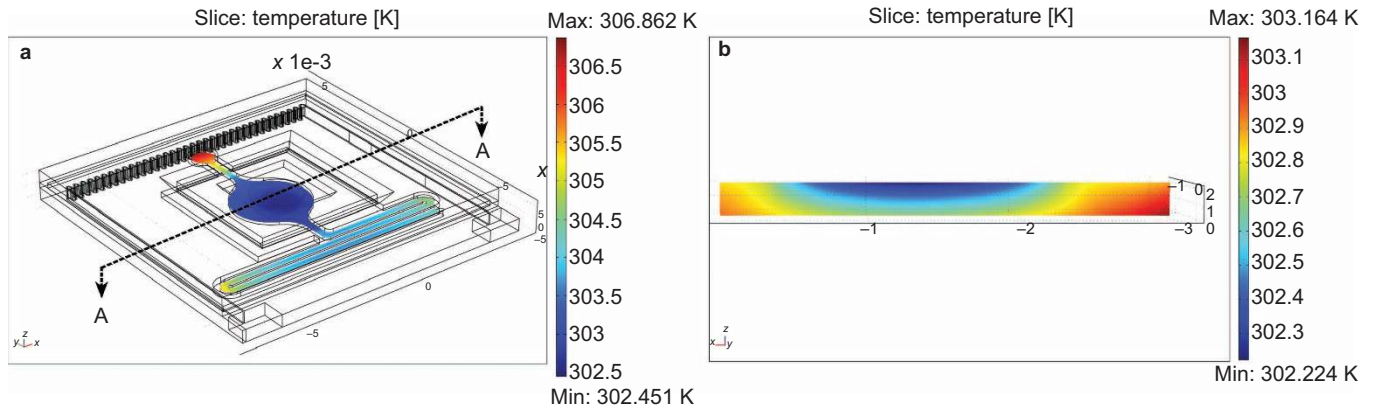 Slice: temperature [K]
Max: 306.862 K
a
x 1e-3
5
0
A
x
–5
5
0
–5
0
A
–5
z
y x
306.5
306
305.5
305
304.5
304
303.5
303
302.5
Min: 302.451 K
Slice: temperature [K]
Max: 303.164 K
b
–1 0 2
1
–1 –2 –3 0
z
x y
303.1
303
302.9
302.8
302.7
302.6
302.5
302.4
302.3
Min: 302.224 K